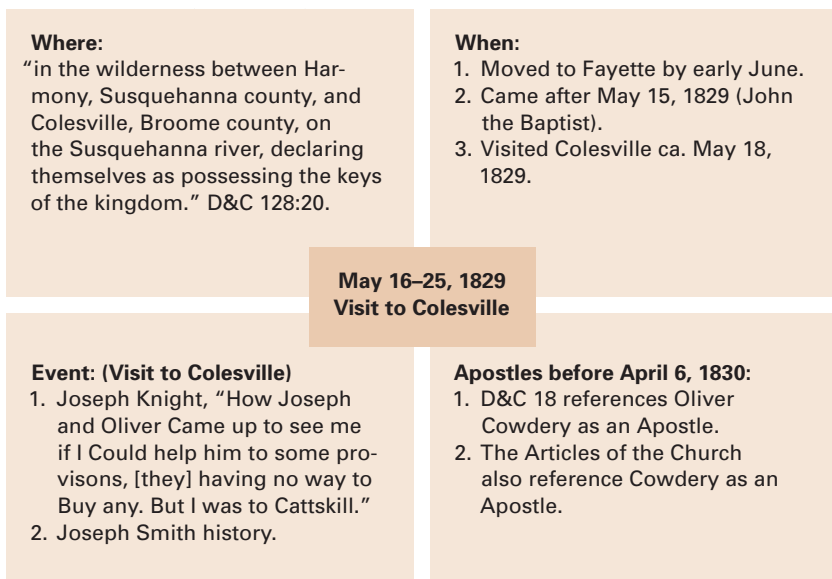 Where:
“in the wilderness between Har-
mony, Susquehanna county, and
Colesville, Broome county, on
the Susquehanna river, declaring
themselves as possessing the keys
of the kingdom.” D&C 128:20.
When:
1. Moved to Fayette by early June.
2. Came after May 15, 1829 (John
the Baptist).
3. Visited Colesville ca. May 18,
1829.
May 16–25, 1829
Visit to Colesville
Event: (Visit to Colesville)
1. Joseph Knight, “How Joseph
and Oliver Came up to see me
if I Could help him to some pro-
visons, [they] having no way to
Buy any. But I was to Cattskill.”
2. Joseph Smith history.
Apostles before April 6, 1830:
1. D&C 18 references Oliver
Cowdery as an Apostle.
2. The Articles of the Church
also reference Cowdery as an
Apostle.